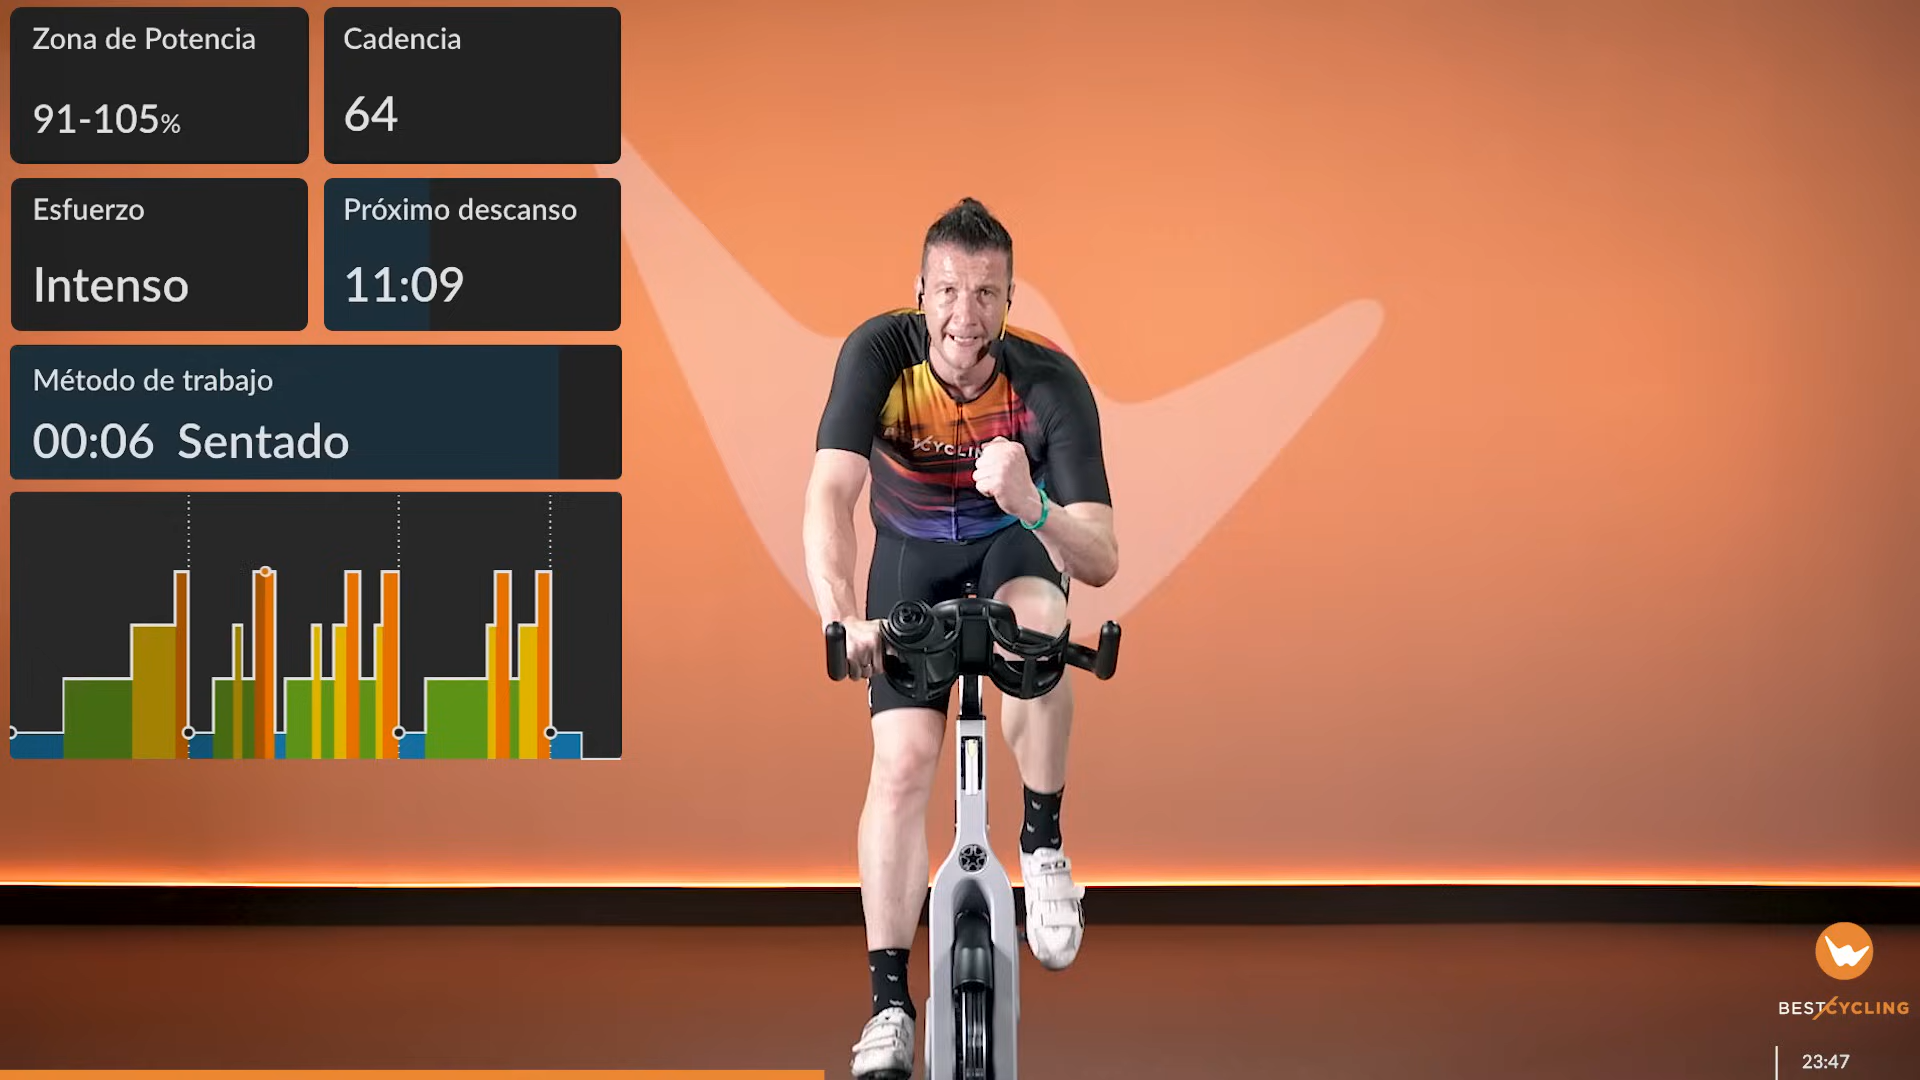 Zona de Potencia
91-105%
Cadencia
64
Esfuerzo
Intenso
Próximo descanso
11:09
Método de trabajo
00:06 Sentado
CYCLIN
BESTCYCLING
23:47